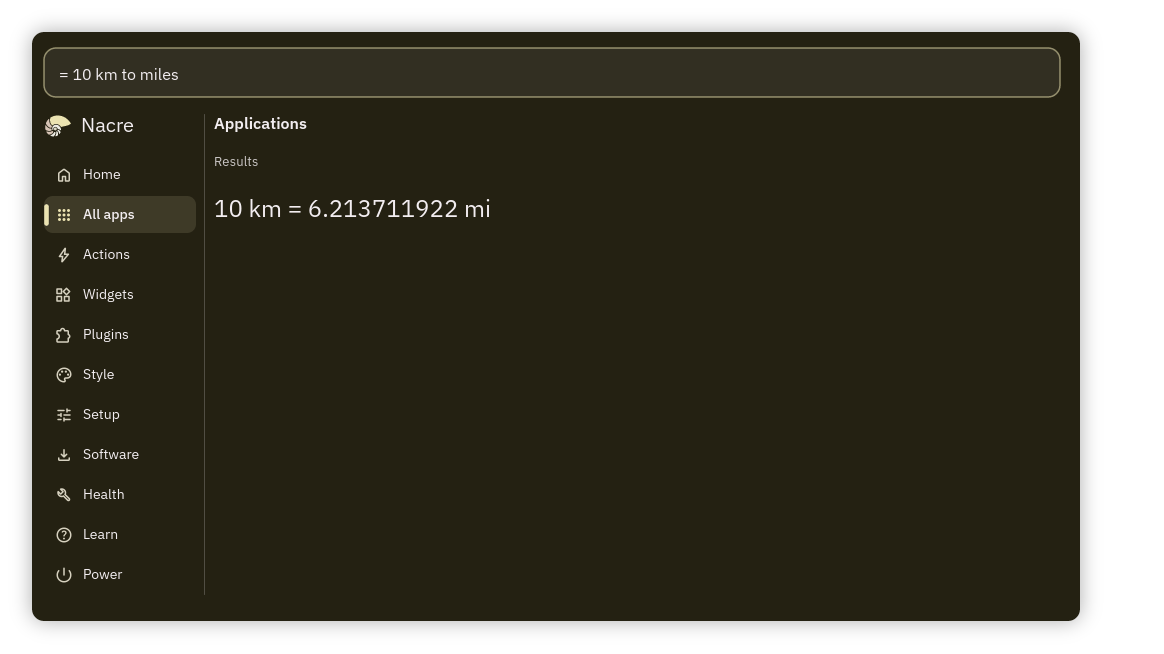 = 10 km to miles
Nacre
Home
All apps
Actions
Widgets
Plugins
Style
Setup
Software
Health
Learn
Power
Applications
Results
10 km = 6.213711922 mi